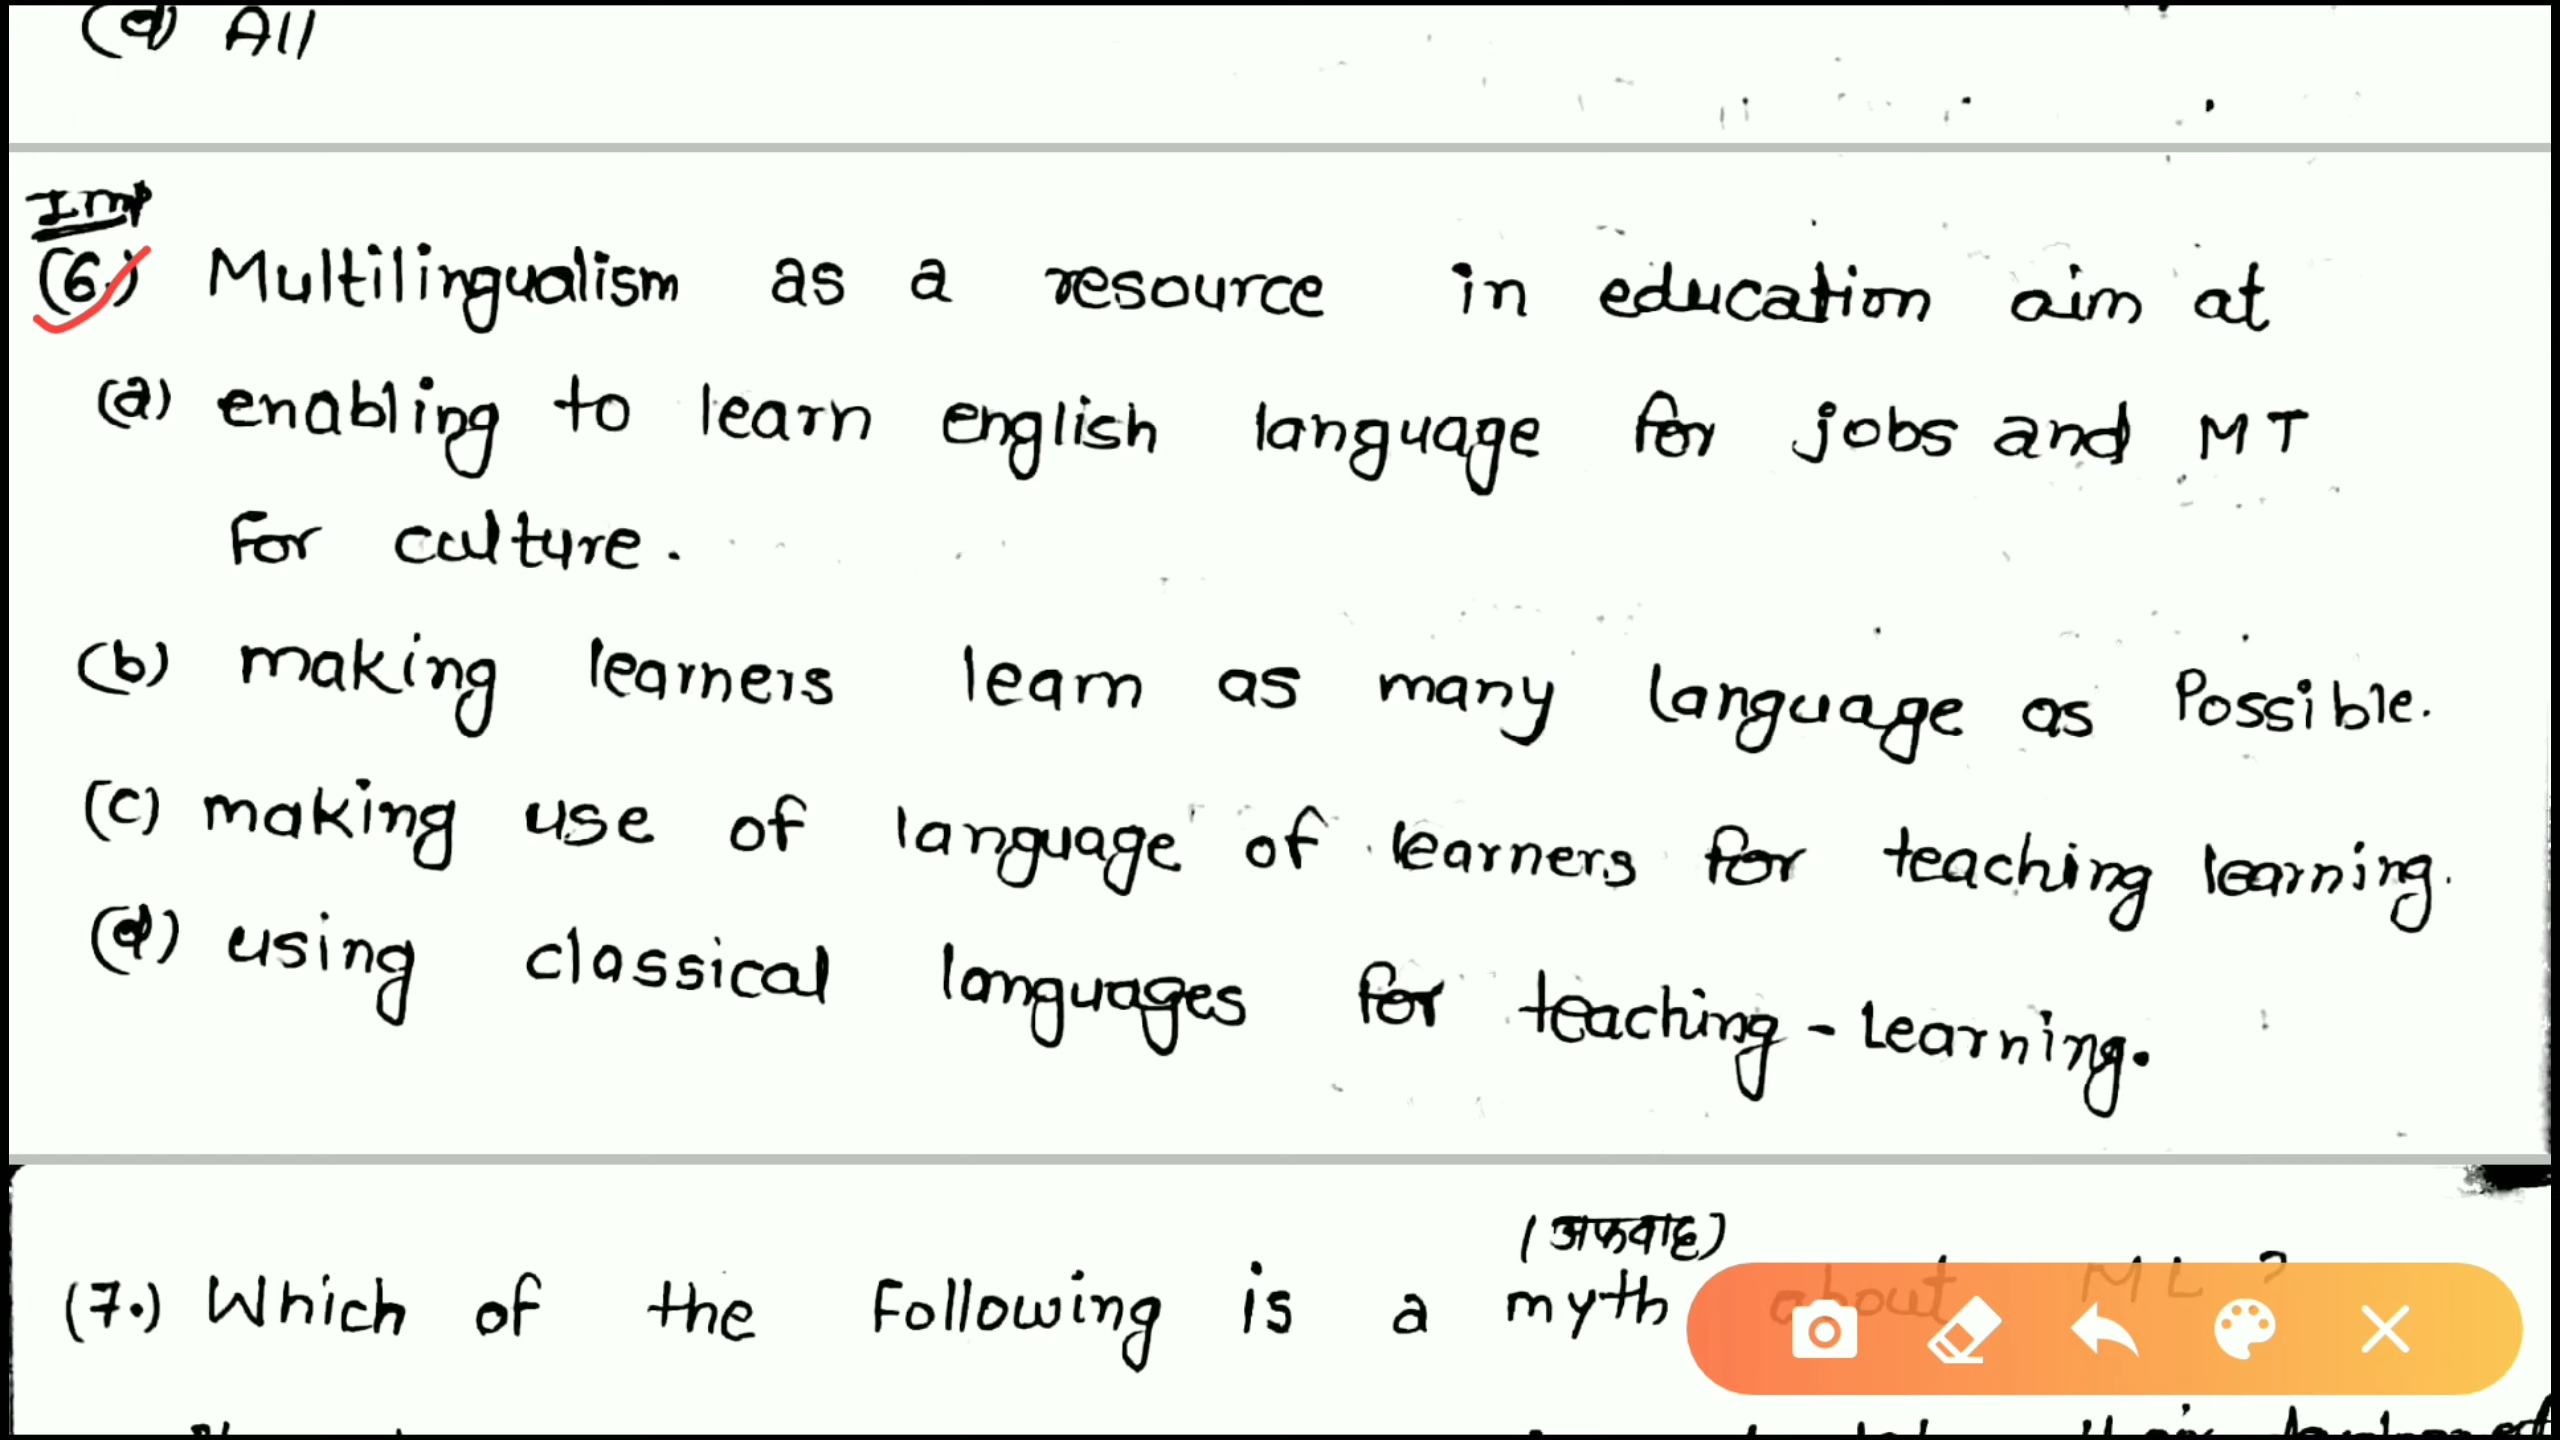 (d) All
Imp
(6.) Multilingualism as a resource in education aim at
(a) enabling to learn english language for jobs and MT
for culture.
(b) making learners learn as many language as Possible.
(c) making use of language of learners for teaching learning.
(d) using classical languages for teaching - Learning.
(अफवाह)
(7.) Which of the Following is a myth about ML?